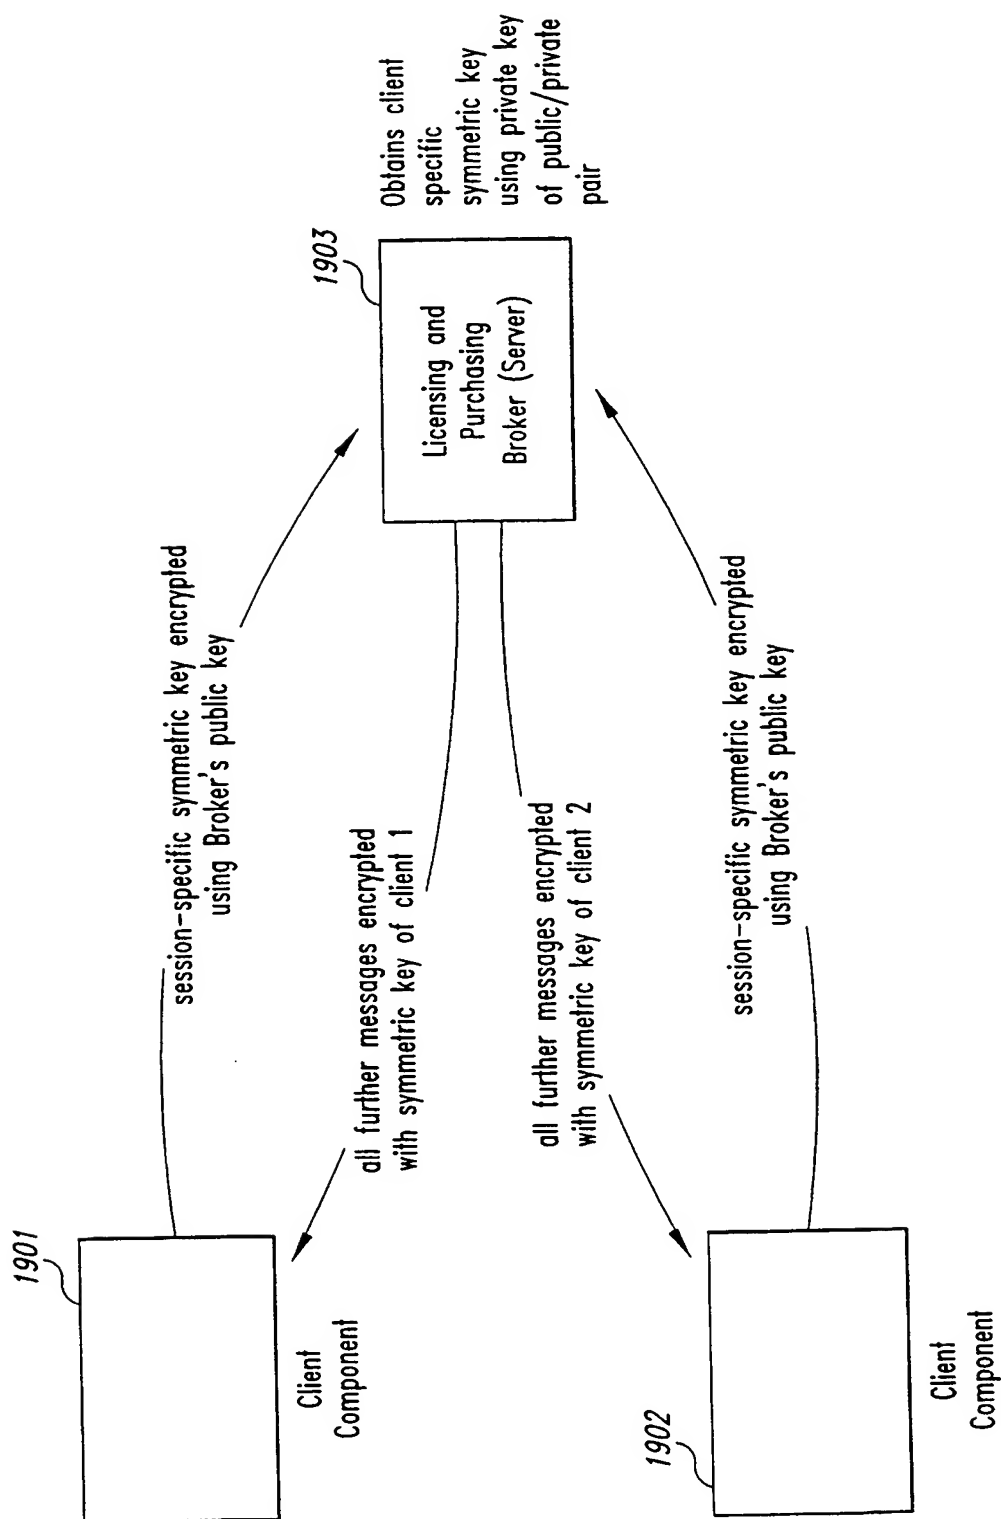 1901
Client
Component
session-specific symmetric key encrypted
using Broker's public key
all further messages encrypted
with symmetric key of client 1
1903
Licensing and
Purchasing
Broker (Server)
Obtains client
specific
symmetric key
using private key
of public/private
pair
all further messages encrypted
with symmetric key of client 2
1902
Client
Component
session-specific symmetric key encrypted
using Broker's public key